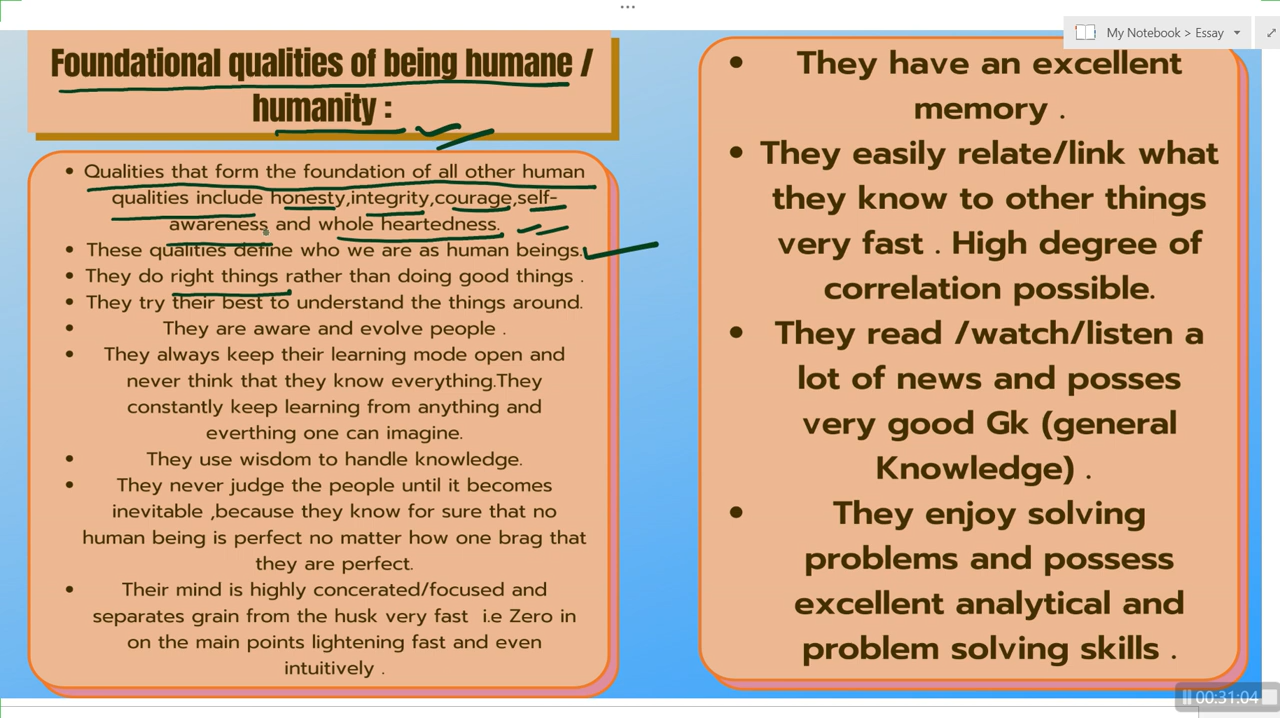 My Notebook > Essay
Foundational qualities of being humane /
humanity :
• Qualities that form the foundation of all other human
qualities include honesty,integrity,courage,self-
awareness and whole heartedness.
• These qualities define who we are as human beings.
• They do right things rather than doing good things .
• They try their best to understand the things around.
• They are aware and evolve people .
• They always keep their learning mode open and
never think that they know everything.They
constantly keep learning from anything and
everthing one can imagine.
• They use wisdom to handle knowledge.
• They never judge the people until it becomes
inevitable ,because they know for sure that no
human being is perfect no matter how one brag that
they are perfect.
• Their mind is highly concerated/focused and
separates grain from the husk very fast i.e Zero in
on the main points lightening fast and even
intuitively .
• They have an excellent
memory .
• They easily relate/link what
they know to other things
very fast . High degree of
correlation possible.
• They read /watch/listen a
lot of news and posses
very good Gk (general
Knowledge) .
• They enjoy solving
problems and possess
excellent analytical and
problem solving skills .
00:31:04